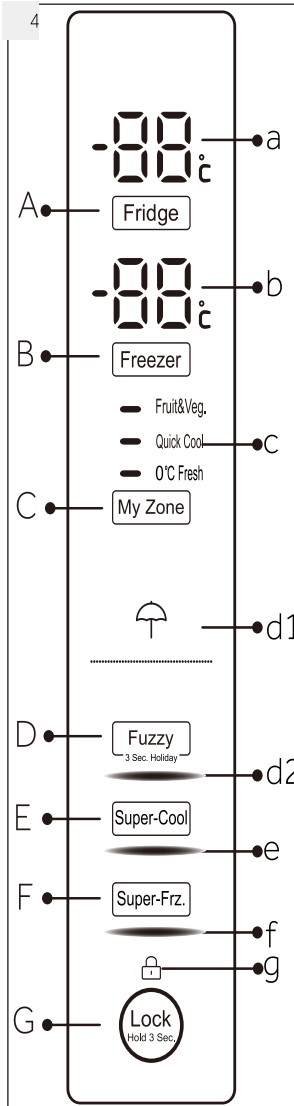 4
-88°C
a
A
Fridge
-88°C
b
B
Freezer
Fruit&Veg.
Quick Cool
c
0°C Fresh
C
My Zone
d1
D
Fuzzy
3 Sec. Holiday
d2
E
Super-Cool
e
F
Super-Frz.
f
g
G
Lock
Hold 3 Sec.